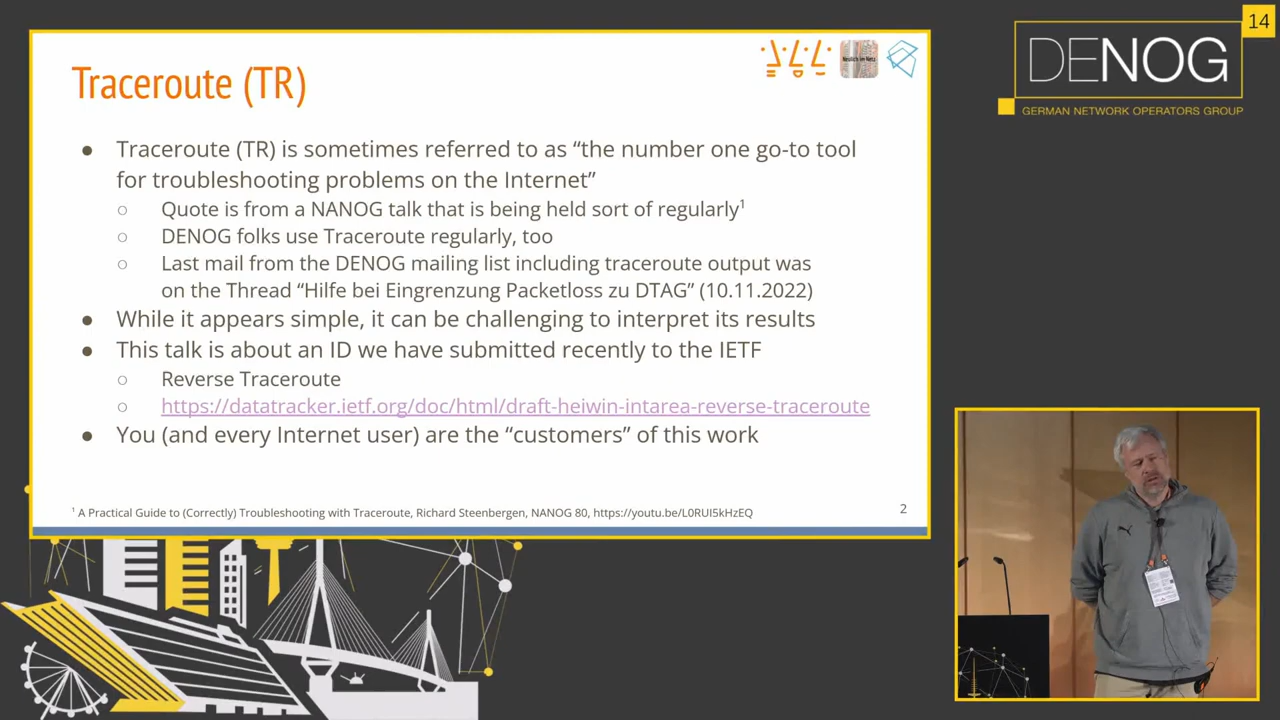 14
DENOG
GERMAN NETWORK OPERATORS GROUP
Traceroute (TR)
Neulich im Netz
● Traceroute (TR) is sometimes referred to as “the number one go-to tool
for troubleshooting problems on the Internet”
○ Quote is from a NANOG talk that is being held sort of regularly¹
○ DENOG folks use Traceroute regularly, too
○ Last mail from the DENOG mailing list including traceroute output was
on the Thread “Hilfe bei Eingrenzung Packetloss zu DTAG” (10.11.2022)
● While it appears simple, it can be challenging to interpret its results
● This talk is about an ID we have submitted recently to the IETF
○ Reverse Traceroute
○ https://datatracker.ietf.org/doc/html/draft-heiwin-intarea-reverse-traceroute
● You (and every Internet user) are the “customers” of this work
¹ A Practical Guide to (Correctly) Troubleshooting with Traceroute, Richard Steenbergen, NANOG 80, https://youtu.be/L0RUI5kHzEQ
2